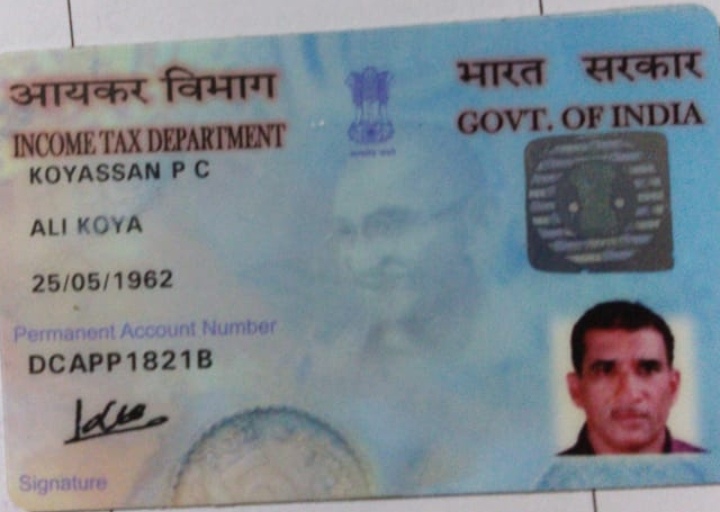 आयकर विभाग
INCOME TAX DEPARTMENT
भारत सरकार
GOVT. OF INDIA
KOYASSAN P C
ALI KOYA
25/05/1962
Permanent Account Number
DCAPP1821B
Signature